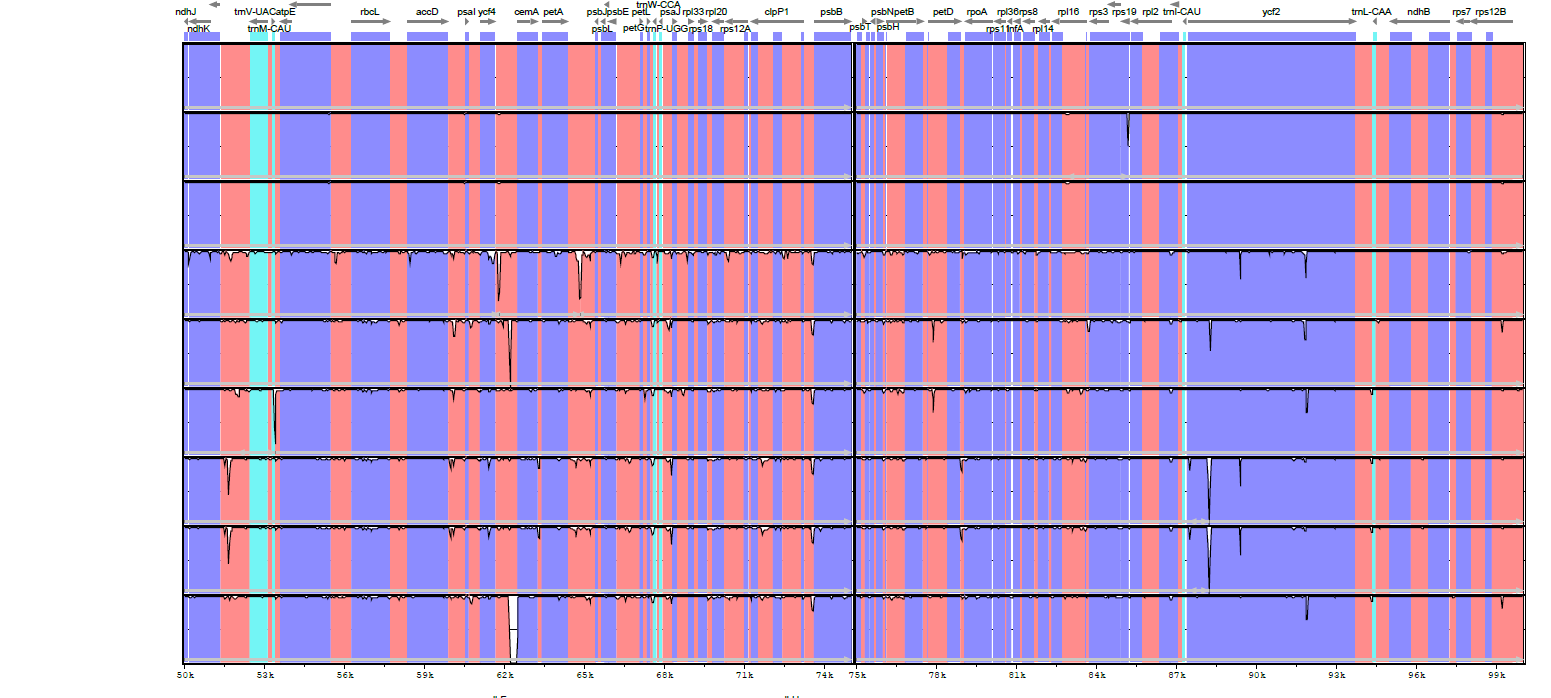 trnW-CCA
ndhJ trnV-UAC atpE rbcL accD psaI ycf4 cemA petA psbJ psbE petL psaJ rpl33 rpl20 clpP1 psbB psbN petB petD rpoA rpl36 rps8 rpl16 rps3 rps19 rpl2 trnI-CAU ycf2 trnL-CAA ndhB rps7 rps12B
ndhK trnM-CAU psbL petG trnP-UGG rps18 rps12A psbT psbH rps11 infA rpl14
50k 53k 56k 59k 62k 65k 68k 71k 74k 75k 78k 81k 84k 87k 90k 93k 96k 99k